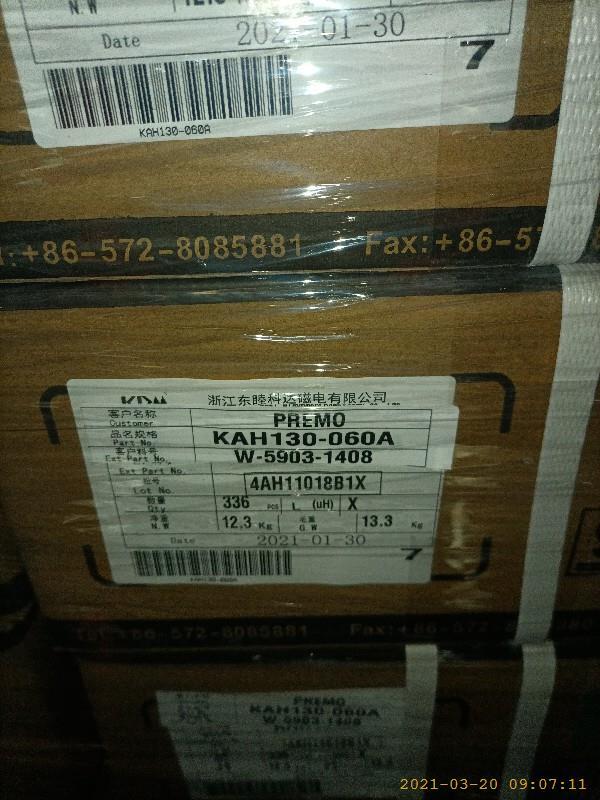 N.W
Date 2021-01-30
7
KAH130-060A
+86-572-8085881 Fax:+86-57
KDM 浙江东睦科达磁电有限公司
客户名称
Customer PREMO
品名规格
Part No. KAH130-060A
客户料号
Ext Part No. W-5903-1408
Ext Part No.
批号
Lot No. 4AH11018B1X
数量
Qty 336 PCS L (uH) X
净重
N.W 12.3 Kg 毛重
G.W 13.3 Kg
Date 2021-01-30
7
KAH130-060A
Tel:+86-572-8085881 Fax:+86-572-
PREMO
KAH130-060A
W-5903-1408
2021-03-20 09:07:11